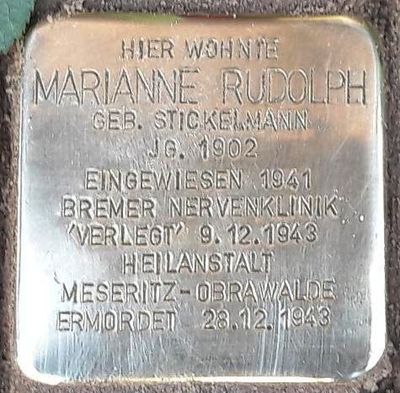 HIER WOHNTE
MARIANNE RUDOLPH
GEB. STICKELMANN
JG. 1902
EINGEWIESEN 1941
BREMER NERVENKLINIK
'VERLEGT' 9.12.1943
HEILANSTALT
MESERITZ-OBRAWALDE
ERMORDET 28.12.1943